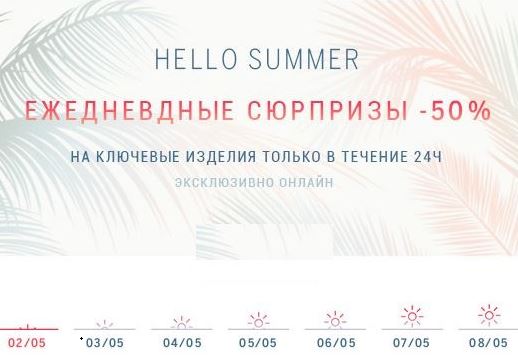 HELLO SUMMER
ЕЖЕДНЕВДНЫЕ СЮРПРИЗЫ -50%
НА КЛЮЧЕВЫЕ ИЗДЕЛИЯ ТОЛЬКО В ТЕЧЕНИЕ 24Ч
ЭКСКЛЮЗИВНО ОНЛАЙН
02/05 03/05 04/05 05/05 06/05 07/05 08/05